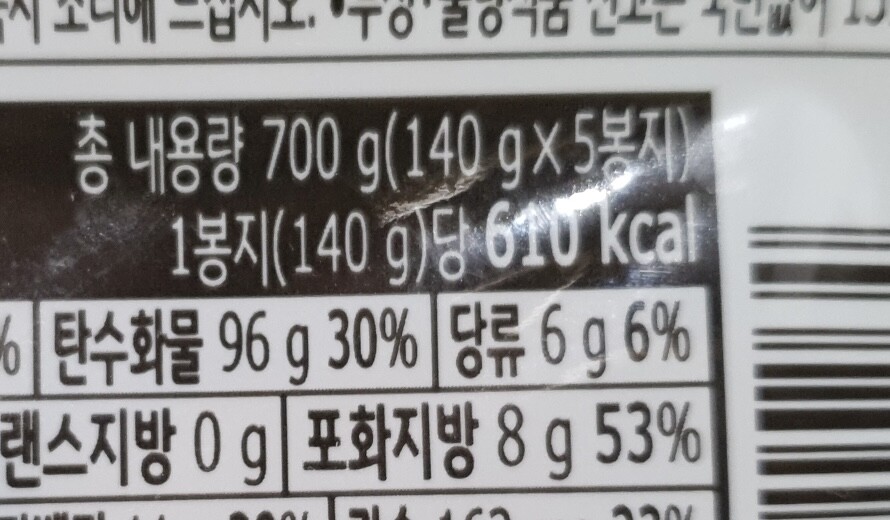 총 내용량 700 g(140 g x 5봉지)
1봉지(140 g)당 610 kcal
% 탄수화물 96 g 30% 당류 6 g 6%
랜스지방 0 g 포화지방 8 g 53%